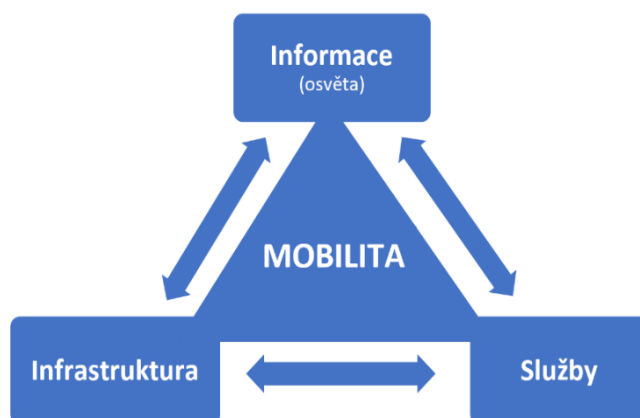 Informace
(osvěta)
MOBILITA
Infrastruktura
Služby